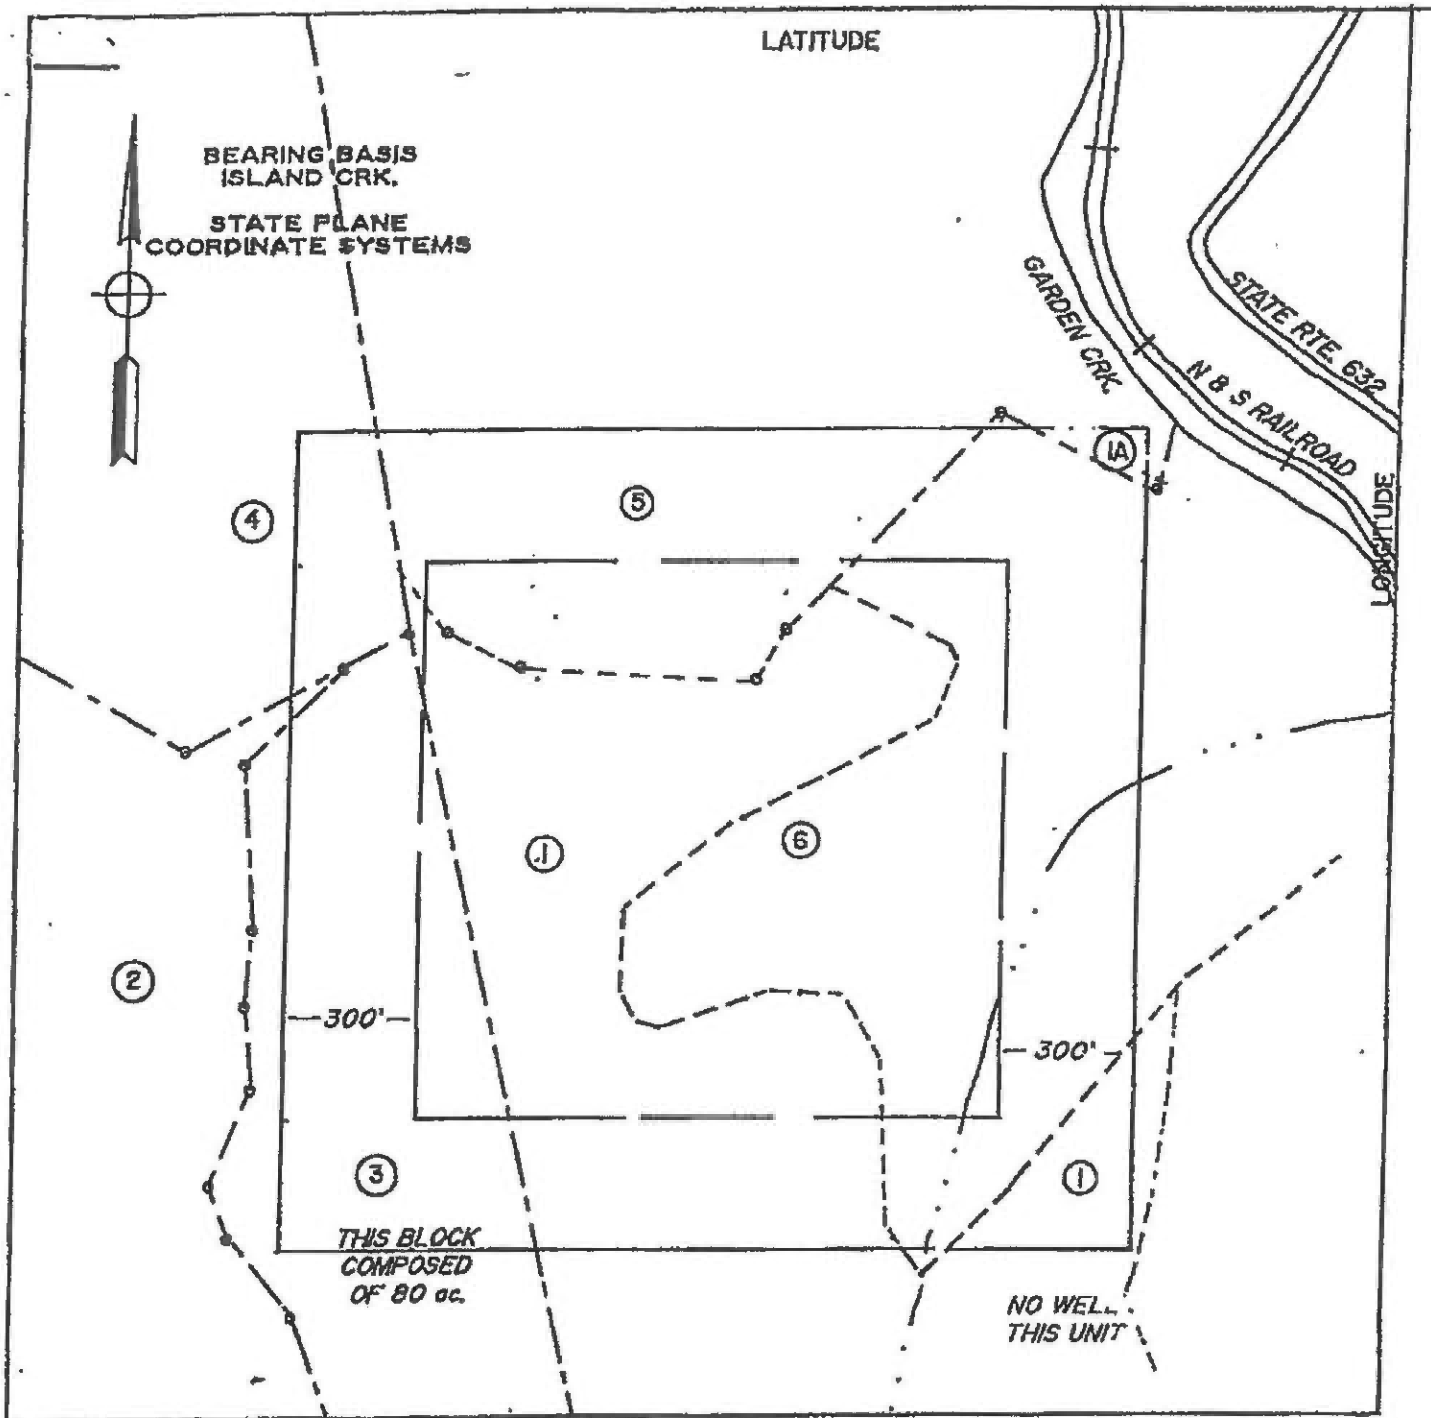 LATITUDE
BEARING BASIS
ISLAND CRK.
STATE PLANE
COORDINATE SYSTEMS
GARDEN CRK.
STATE RTE. 632
N & S RAILROAD
LONGITUDE
1A
5
4
1
6
2
300'
300'
3
1
THIS BLOCK
COMPOSED
OF 80 ac.
NO WELL
THIS UNIT